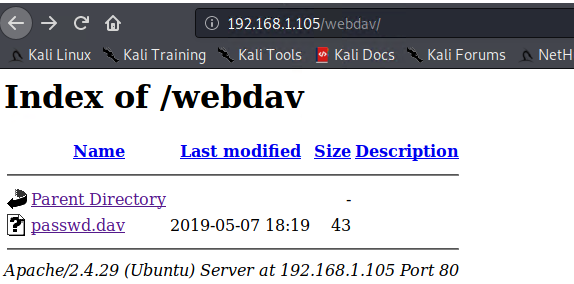 192.168.1.105/webdav/
Kali Linux Kali Training Kali Tools Kali Docs Kali Forums NetH
Index of /webdav
Name Last modified Size Description
Parent Directory -
passwd.dav 2019-05-07 18:19 43
Apache/2.4.29 (Ubuntu) Server at 192.168.1.105 Port 80